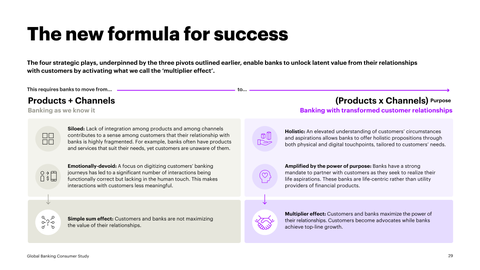 The new formula for success
The four strategic plays, underpinned by the three pivots outlined earlier, enable banks to unlock latent value from their relationships
with customers by activating what we call the ‘multiplier effect’.
This requires banks to move from...
to...
Products + Channels
Banking as we know it
(Products x Channels) Purpose
Banking with transformed customer relationships
Siloed: Lack of integration among products and among channels
contributes to a sense among customers that their relationship with
banks is highly fragmented. For example, banks often have products
and services that suit their needs, yet customers are unaware of them.
Emotionally-devoid: A focus on digitizing customers’ banking
journeys has led to a significant number of interactions being
functionally correct but lacking in the human touch. This makes
interactions with customers less meaningful.
Simple sum effect: Customers and banks are not maximizing
the value of their relationships.
Holistic: An elevated understanding of customers’ circumstances
and aspirations allows banks to offer holistic propositions through
both physical and digital touchpoints, tailored to customers’ needs.
Amplified by the power of purpose: Banks have a strong
mandate to partner with customers as they seek to realize their
life aspirations. These banks are life-centric rather than utility
providers of financial products.
Multiplier effect: Customers and banks maximize the power of
their relationships. Customers become advocates while banks
achieve top-line growth.
Global Banking Consumer Study
29